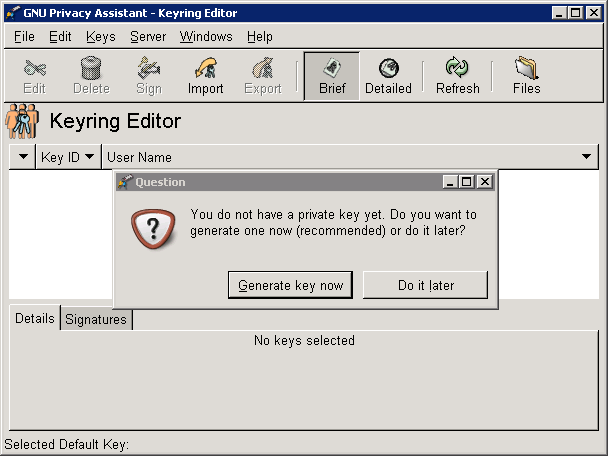 GNU Privacy Assistant - Keyring Editor
File Edit Keys Server Windows Help
Edit Delete Sign Import Export Brief Detailed Refresh Files
Keyring Editor
Key ID User Name
Question
You do not have a private key yet. Do you want to
generate one now (recommended) or do it later?
Generate key now Do it later
Details Signatures
No keys selected
Selected Default Key: